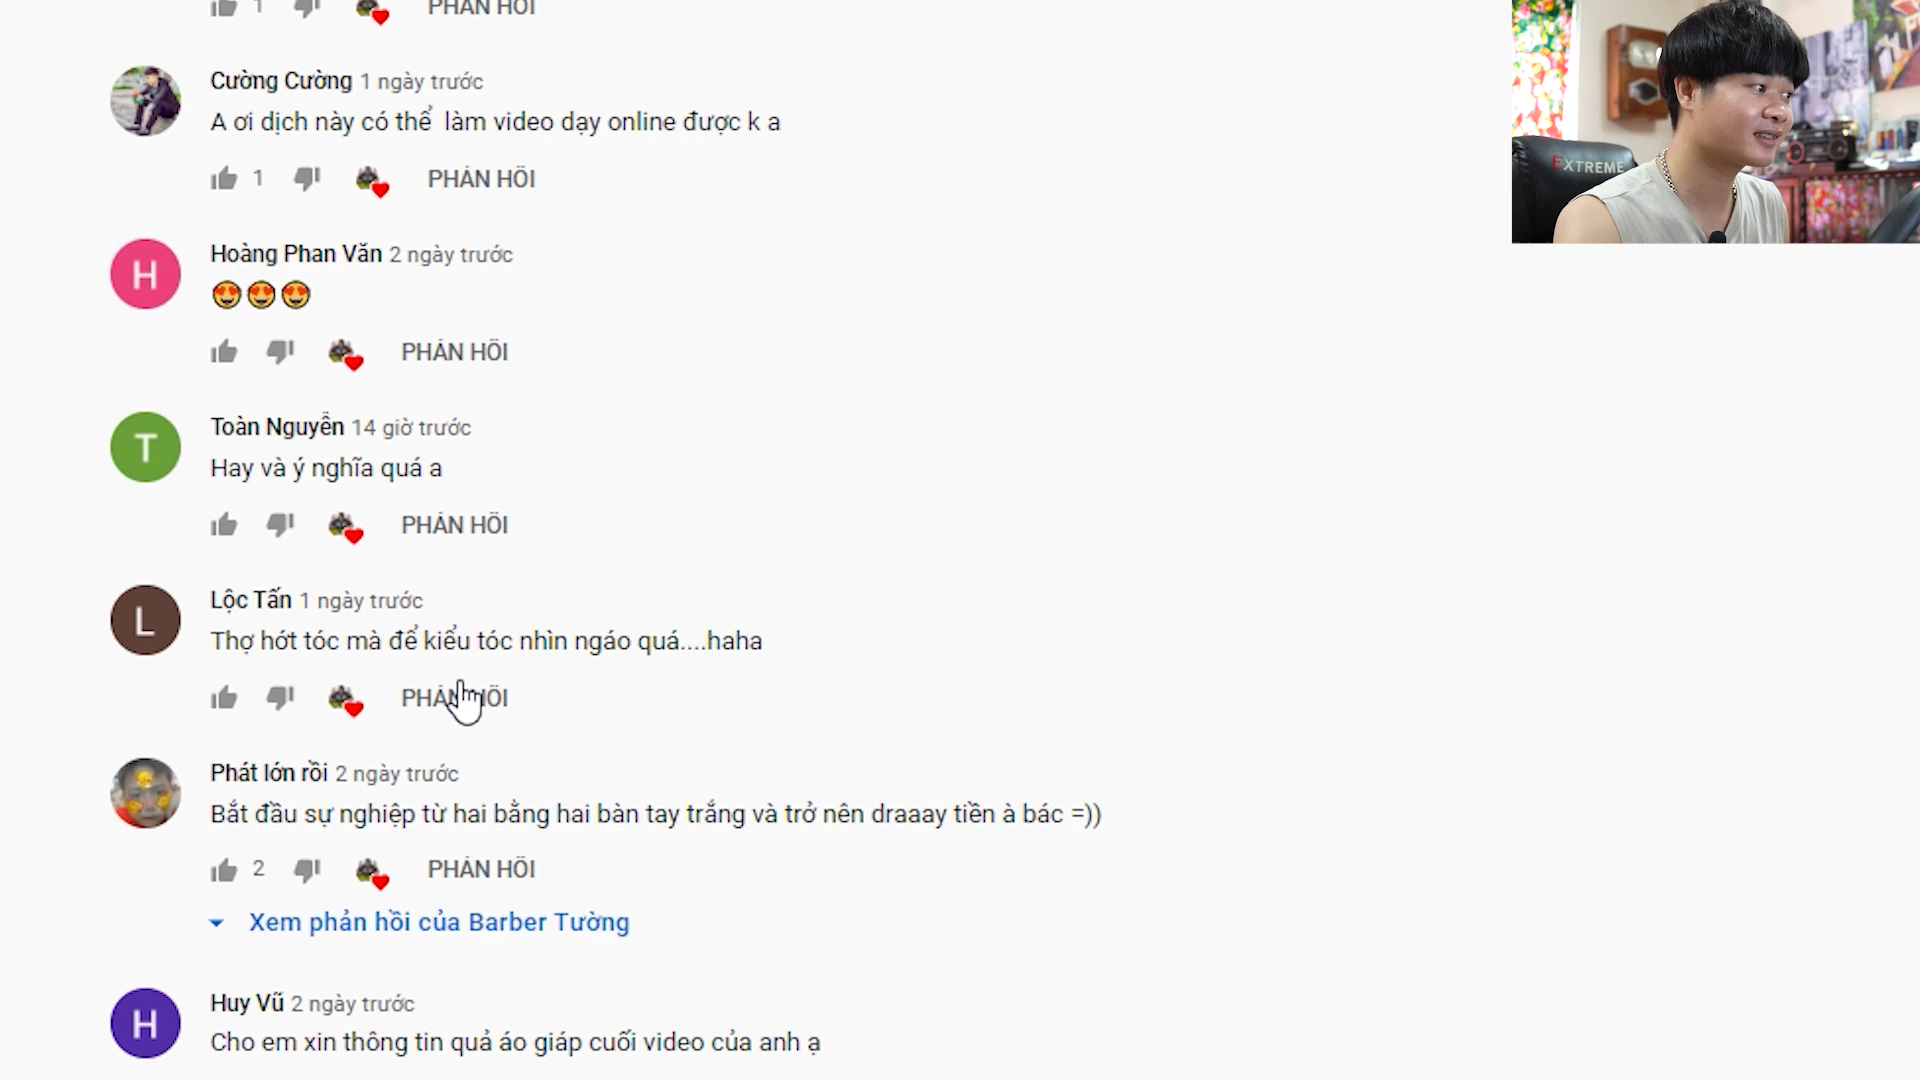 1 PHẢN HỒI
Cường Cường 1 ngày trước
A ơi dịch này có thể làm video dạy online được k a
1 PHẢN HỒI
Hoàng Phan Văn 2 ngày trước
H
PHẢN HỒI
Toàn Nguyễn 14 giờ trước
T
Hay và ý nghĩa quá a
PHẢN HỒI
Lộc Tấn 1 ngày trước
L
Thợ hớt tóc mà để kiểu tóc nhìn ngáo quá....haha
PHẢN HỒI
Phát lớn rồi 2 ngày trước
Bắt đầu sự nghiệp từ hai bằng hai bàn tay trắng và trở nên draaay tiền à bác =))
2 PHẢN HỒI
Xem phản hồi của Barber Tường
Huy Vũ 2 ngày trước
H
Cho em xin thông tin quả áo giáp cuối video của anh ạ
EXTREME